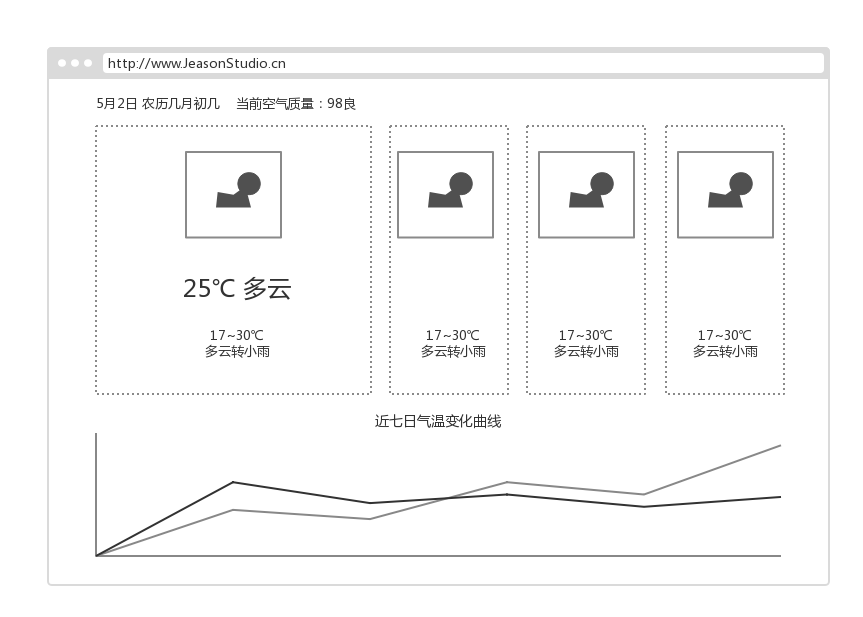 http://www.JeasonStudio.cn
5月2日 农历几月初几 当前空气质量：98良
25℃ 多云
17~30℃
多云转小雨
17~30℃
多云转小雨
17~30℃
多云转小雨
17~30℃
多云转小雨
近七日气温变化曲线